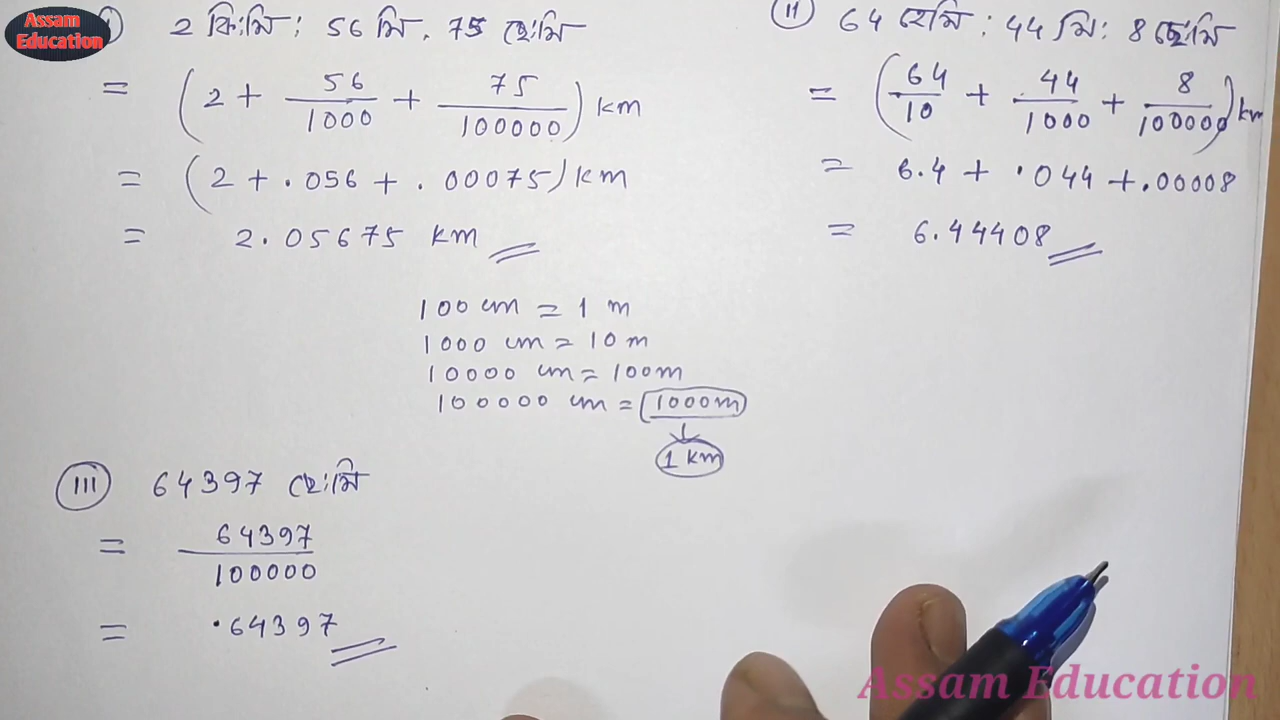 Assam
Education
i) 2 কি:মি: 56 মি. 75 ছে:মি
= (2 + 56/1000 + 75/100000) km
= (2 + .056 + .00075) km
= 2.05675 km
ii 64 হেমি: 44 মি: 8 ছে:মি
= (64/10 + 44/1000 + 8/100000) km
= 6.4 + .044 + .00008
= 6.44408
100 cm = 1 m
1000 cm = 10 m
10000 cm = 100m
100000 cm = 1000m
1 km
III 64397 ছে:মি
= 64397/100000
= .64397
Assam Education